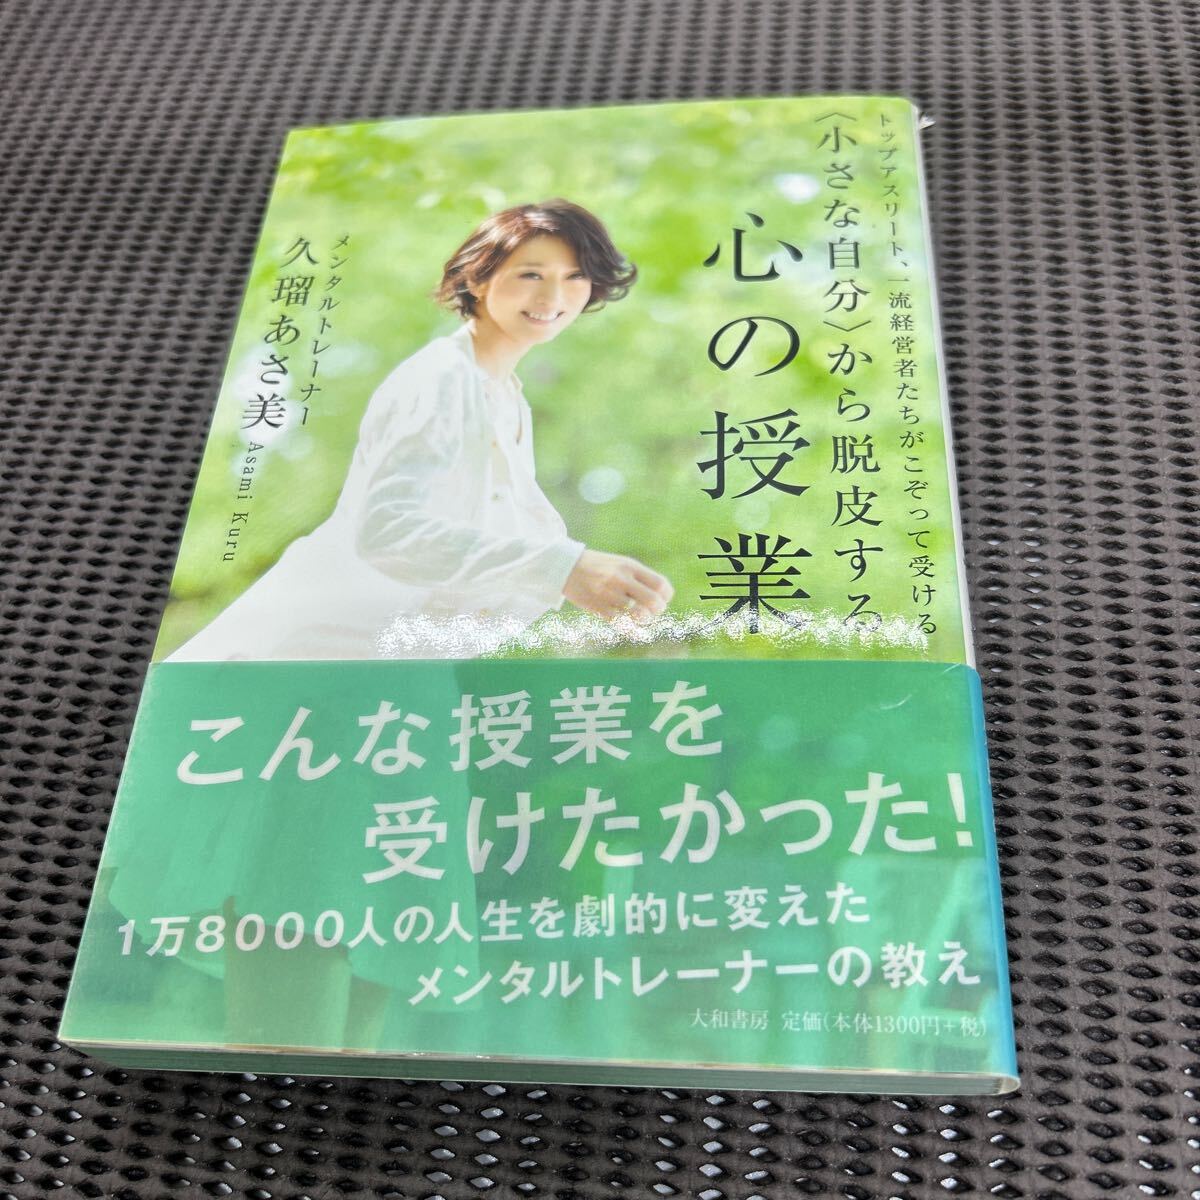 トップアスリート、一流経営者たちがこぞって受ける
〈小さな自分〉から脱皮する
心の授業
メンタルトレーナー
久瑠あさ美
Asami Kuru
こんな授業を
受けたかった!
1万8000人の人生を劇的に変えた
メンタルトレーナーの教え
大和書房 定価(本体1300円+税)